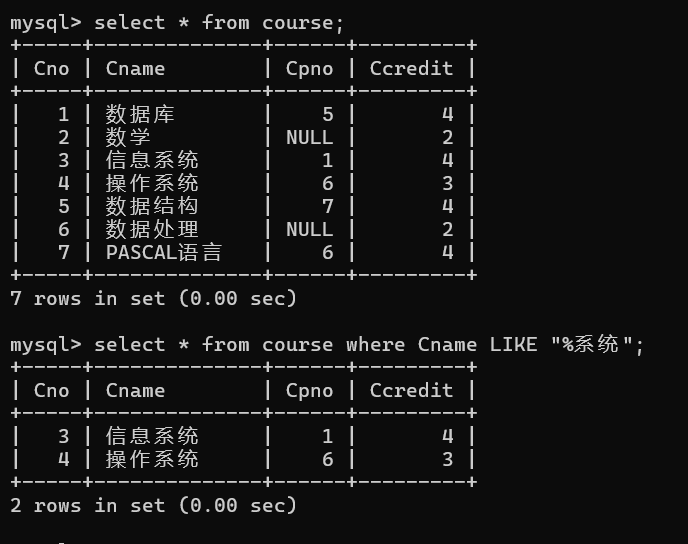 mysql> select * from course;
+-----+--------------+------+---------+
| Cno | Cname        | Cpno | Ccredit |
+-----+--------------+------+---------+
|   1 | 数据库       |    5 |       4 |
|   2 | 数学         | NULL |       2 |
|   3 | 信息系统     |    1 |       4 |
|   4 | 操作系统     |    6 |       3 |
|   5 | 数据结构     |    7 |       4 |
|   6 | 数据处理     | NULL |       2 |
|   7 | PASCAL语言   |    6 |       4 |
+-----+--------------+------+---------+
7 rows in set (0.00 sec)
mysql> select * from course where Cname LIKE "%系统";
+-----+--------------+------+---------+
| Cno | Cname        | Cpno | Ccredit |
+-----+--------------+------+---------+
|   3 | 信息系统     |    1 |       4 |
|   4 | 操作系统     |    6 |       3 |
+-----+--------------+------+---------+
2 rows in set (0.00 sec)